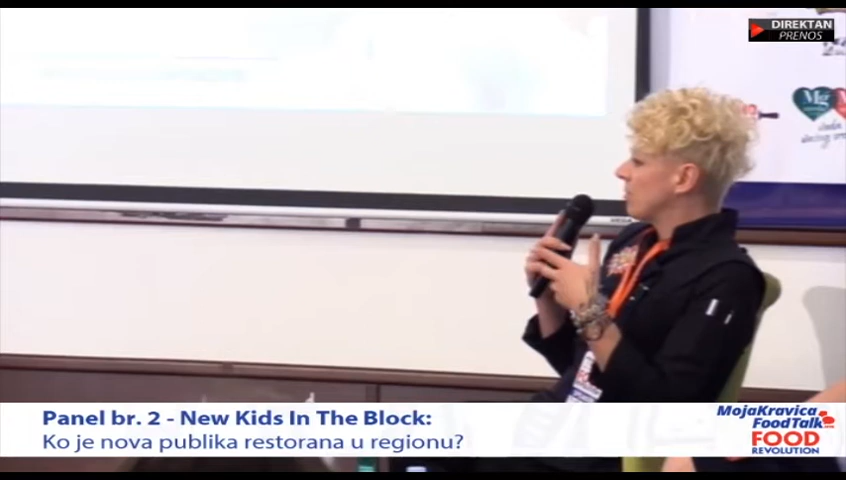 DIREKTAN
PRENOS
Mg
Panel br. 2 - New Kids In The Block:
Ko je nova publika restorana u regionu?
MojaKravica
FoodTalk
FOOD
REVOLUTION